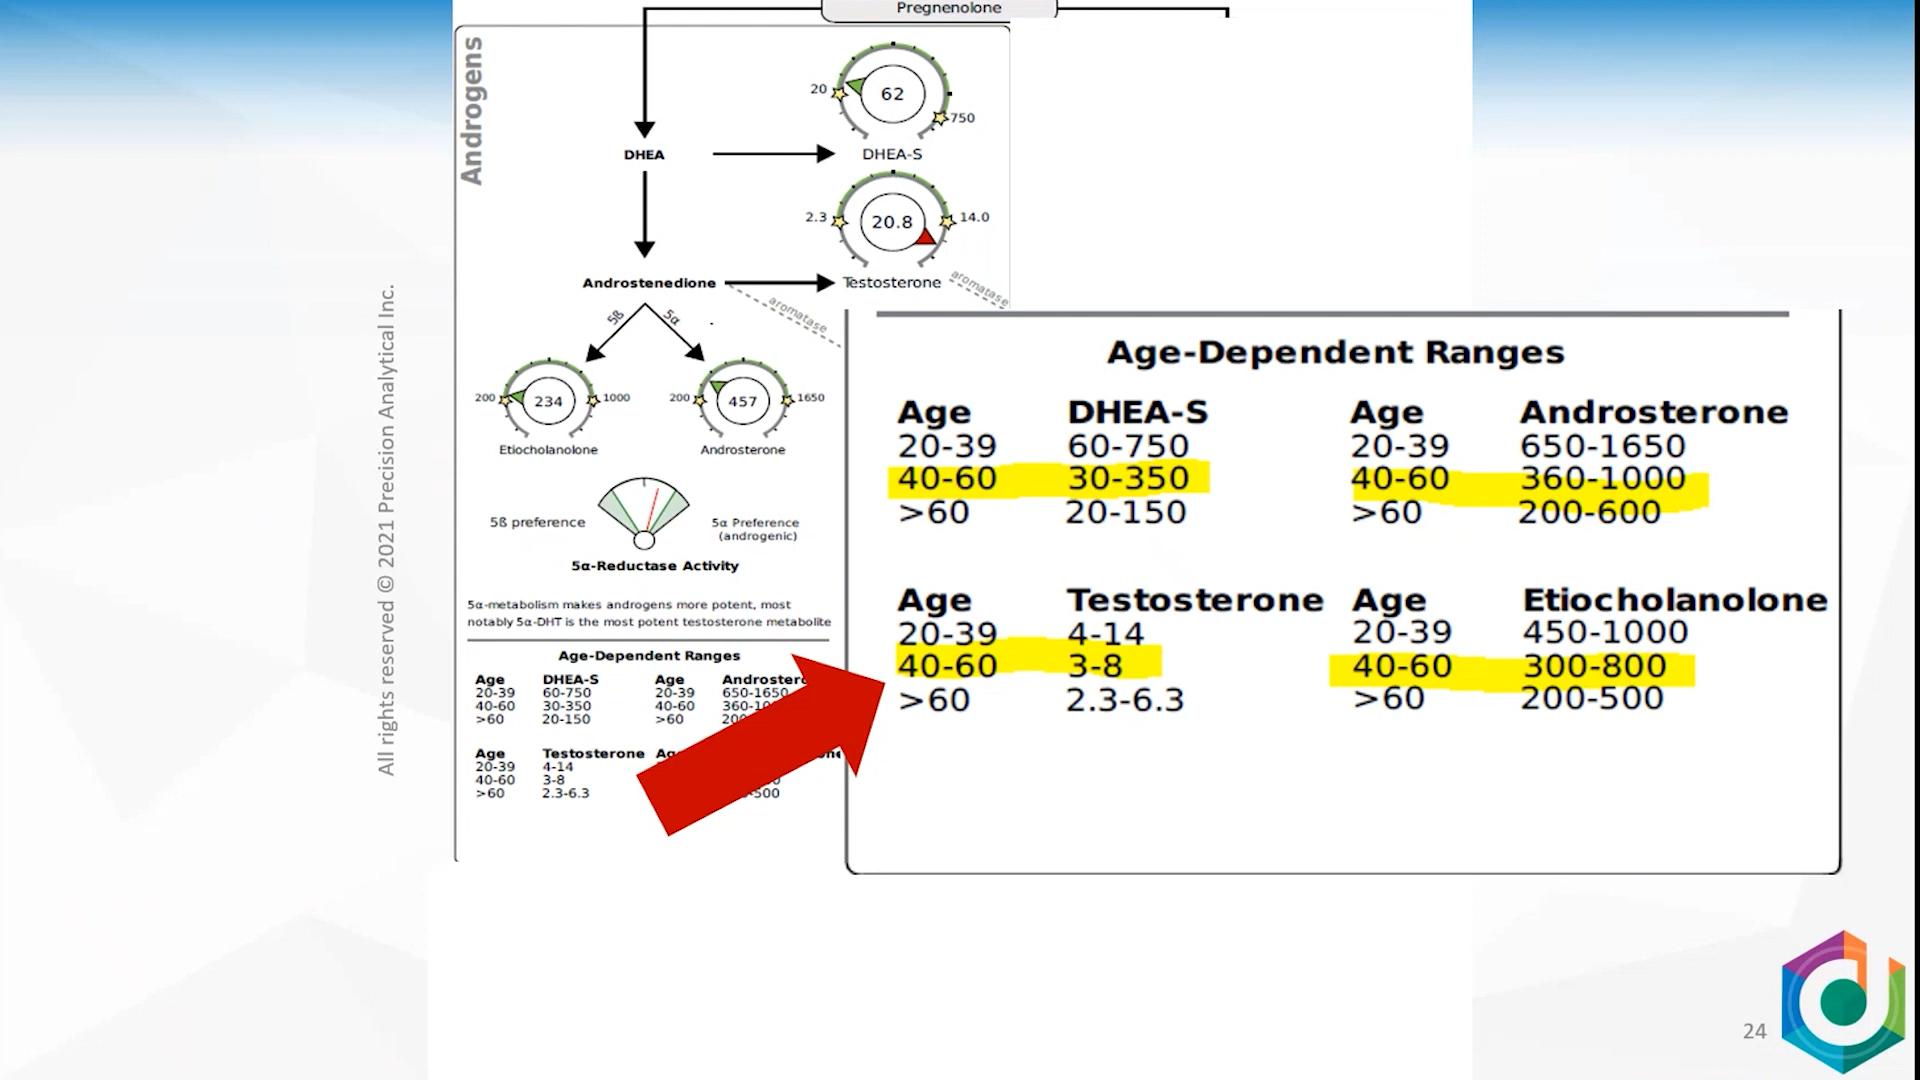 Pregnenolone
Androgens
20
62
750
DHEA
DHEA-S
2.3
20.8
14.0
Androstenedione
Testosterone
aromatase
aromatase
5ß
5α
200
234
1000
200
457
1650
Etiocholanolone
Androsterone
5ß preference
5α Preference
(androgenic)
5α-Reductase Activity
5α-metabolism makes androgens more potent, most
notably 5α-DHT is the most potent testosterone metabolite
Age-Dependent Ranges
Age DHEA-S Age
20-39 60-750 20-39 650-1650
40-60 30-350 40-60
>60 20-150 >60
Age Testosterone
20-39 4-14
40-60 3-8
>60 2.3-6.3
Age-Dependent Ranges
Age DHEA-S Age Androsterone
20-39 60-750 20-39 650-1650
40-60 30-350 40-60 360-1000
>60 20-150 >60 200-600
Age Testosterone Age Etiocholanolone
20-39 4-14 20-39 450-1000
40-60 3-8 40-60 300-800
>60 2.3-6.3 >60 200-500
All rights reserved © 2021 Precision Analytical Inc.
24